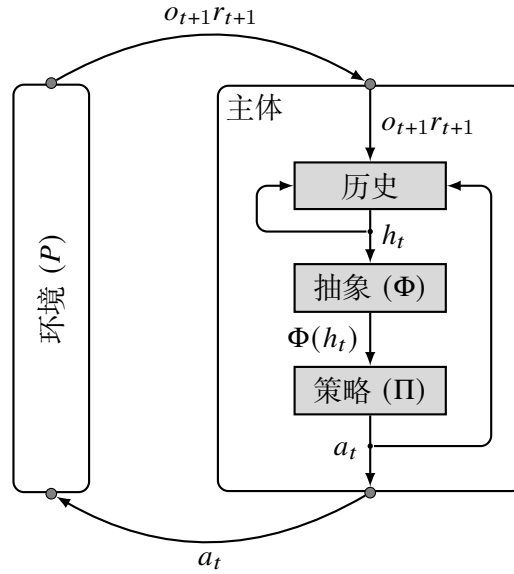 o_{t+1}r_{t+1}
主体
o_{t+1}r_{t+1}
历史
h_t
环境 (P)
抽象 (Φ)
Φ(h_t)
策略 (Π)
a_t
a_t